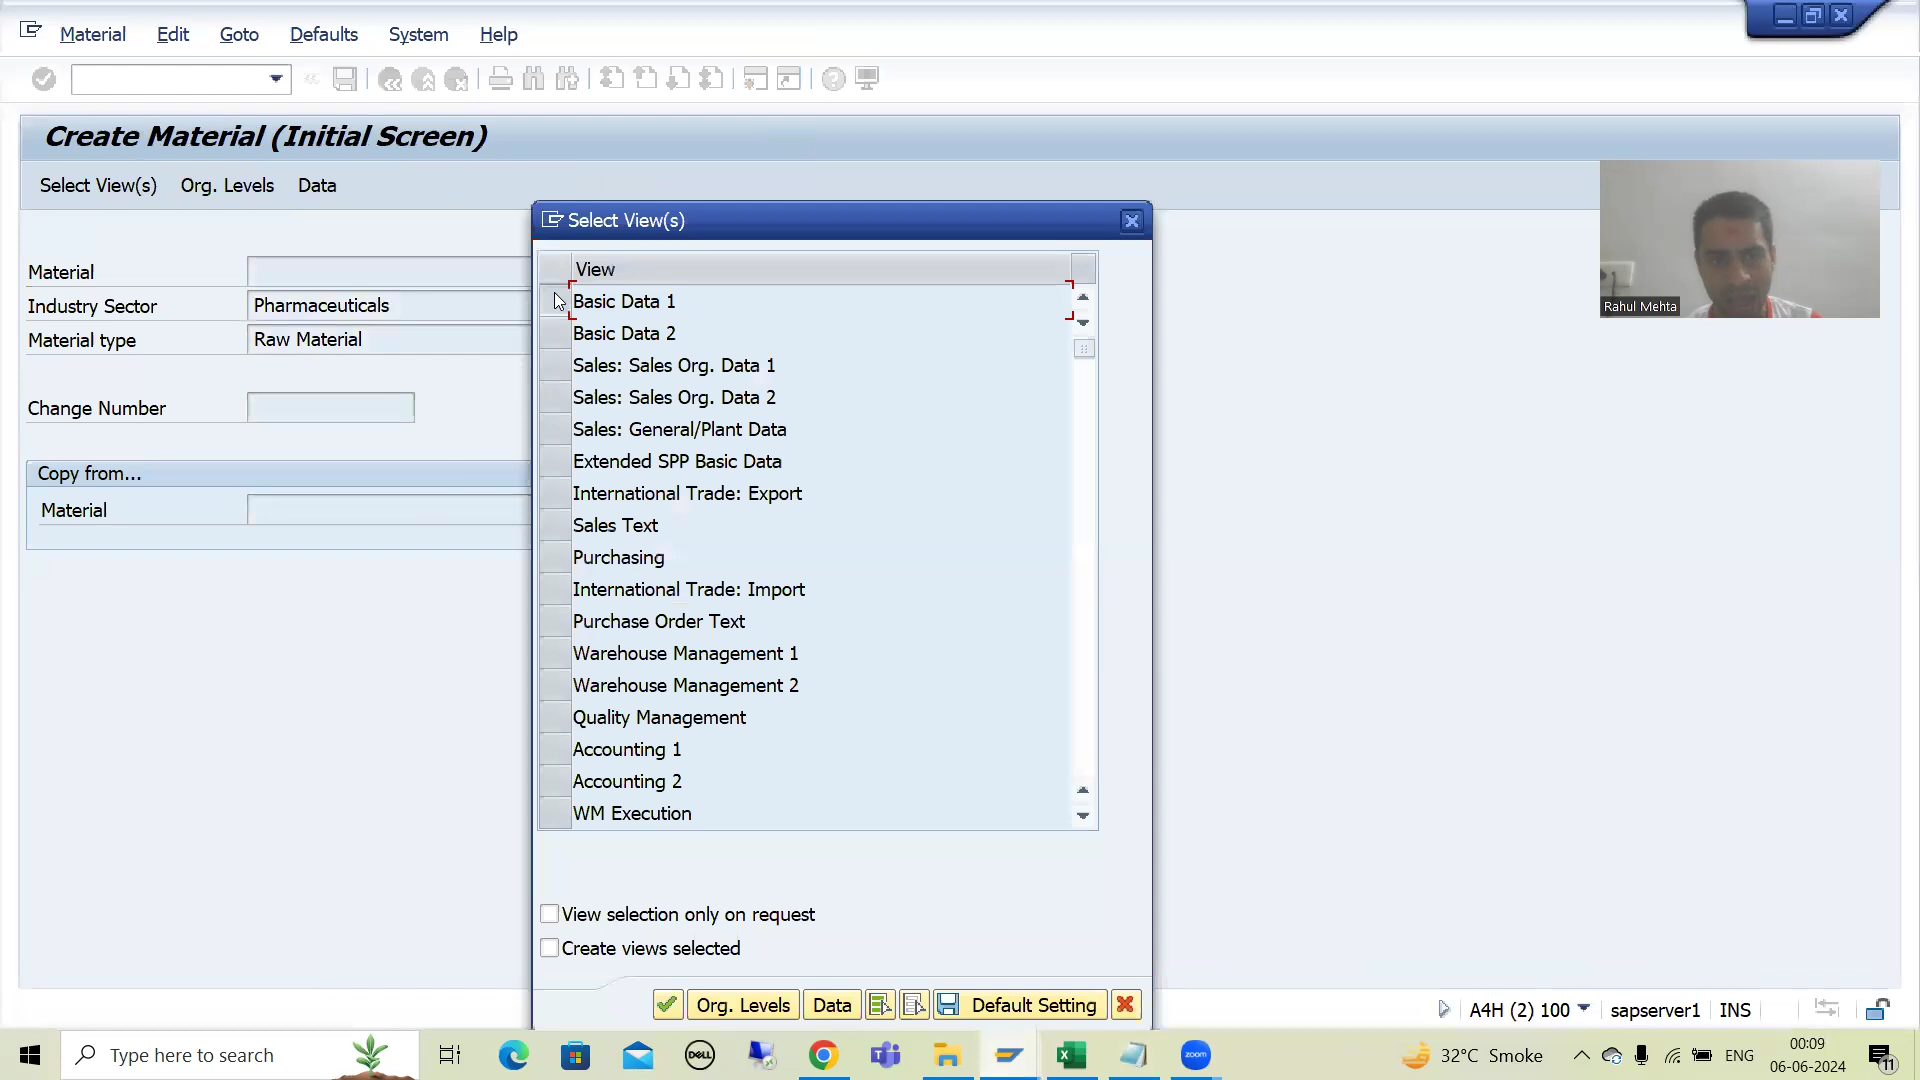 Material Edit Goto Defaults System Help
Create Material (Initial Screen)
Select View(s) Org. Levels Data
Select View(s)
View
Material
Industry Sector Pharmaceuticals
Material type Raw Material
Change Number
Copy from...
Material
Basic Data 1
Basic Data 2
Sales: Sales Org. Data 1
Sales: Sales Org. Data 2
Sales: General/Plant Data
Extended SPP Basic Data
International Trade: Export
Sales Text
Purchasing
International Trade: Import
Purchase Order Text
Warehouse Management 1
Warehouse Management 2
Quality Management
Accounting 1
Accounting 2
WM Execution
View selection only on request
Create views selected
Org. Levels Data Default Setting
Rahul Mehta
A4H (2) 100 sapserver1 INS
Type here to search
DELL
zoom
32°C Smoke
ENG
00:09
06-06-2024
11